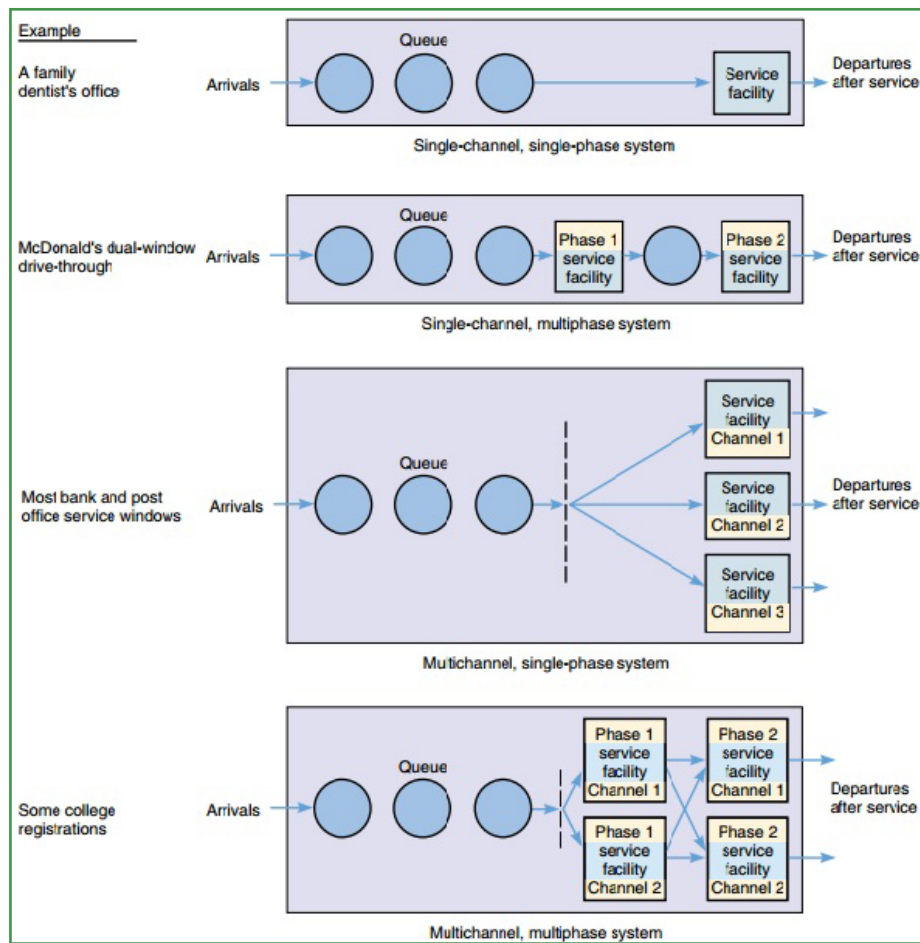 Example
A family
dentist's office
Arrivals
Queue
Service
facility
Departures
after service
Single-channel, single-phase system
McDonald's dual-window
drive-through
Arrivals
Queue
Phase 1
service
facility
Phase 2
service
facility
Departures
after service
Single-channel, multiphase system
Most bank and post
office service windows
Arrivals
Queue
Service
facility
Channel 1
Service
facility
Channel 2
Service
facility
Channel 3
Departures
after service
Multichannel, single-phase system
Some college
registrations
Arrivals
Queue
Phase 1
service
facility
Channel 1
Phase 2
service
facility
Channel 1
Phase 1
service
facility
Channel 2
Phase 2
service
facility
Channel 2
Departures
after service
Multichannel, multiphase system